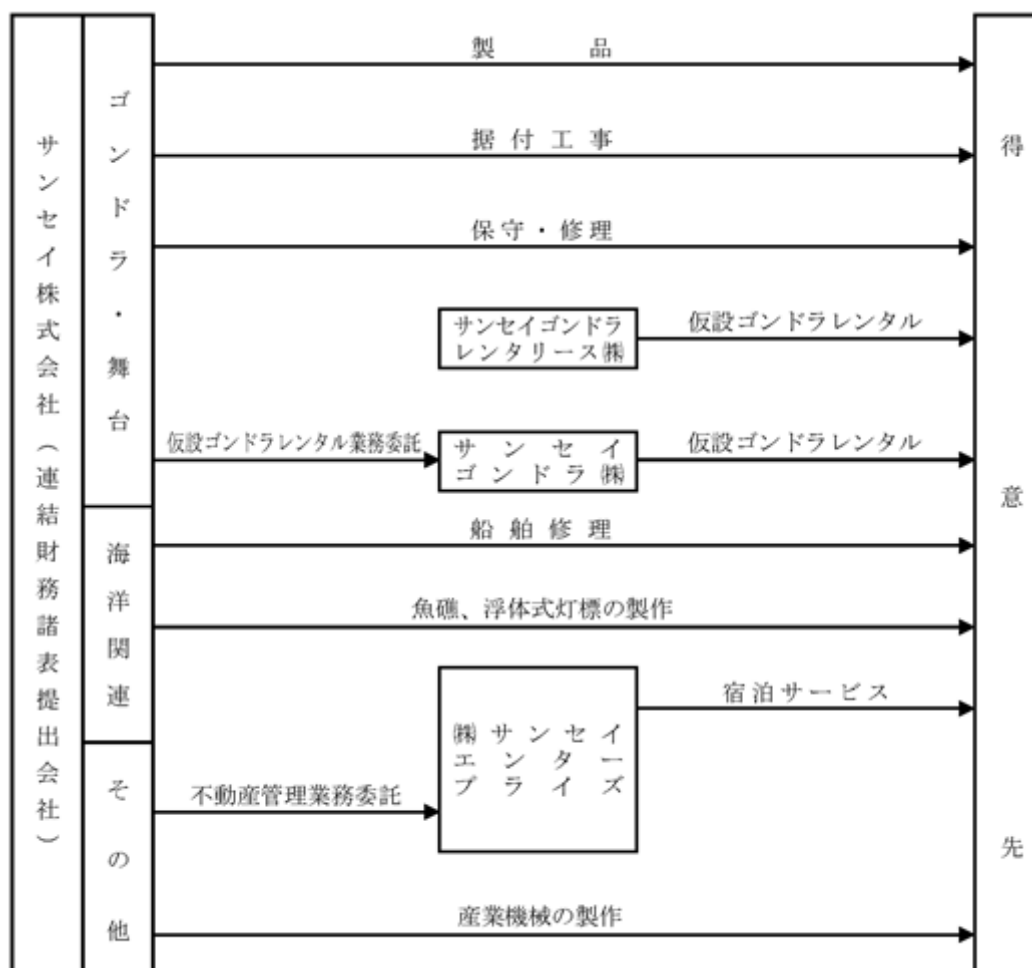 サンセイ株式会社（連結財務諸表提出会社）
ゴンドラ・舞台
製品
据付工事
保守・修理
サンセイゴンドラ
レンタリース㈱
仮設ゴンドラレンタル
仮設ゴンドラレンタル業務委託
サンセイ
ゴンドラ㈱
仮設ゴンドラレンタル
海洋関連
船舶修理
魚礁、浮体式灯標の製作
その他
不動産管理業務委託
㈱サンセイ
エンター
プライズ
宿泊サービス
産業機械の製作
得意先